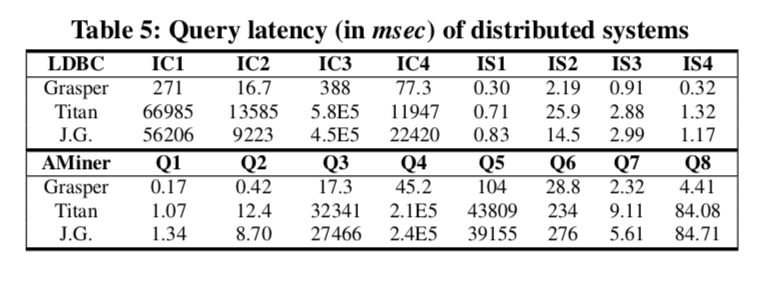 Table 5: Query latency (in msec) of distributed systems
LDBC IC1 IC2 IC3 IC4 IS1 IS2 IS3 IS4
Grasper 271 16.7 388 77.3 0.30 2.19 0.91 0.32
Titan 66985 13585 5.8E5 11947 0.71 25.9 2.88 1.32
J.G. 56206 9223 4.5E5 22420 0.83 14.5 2.99 1.17
AMiner Q1 Q2 Q3 Q4 Q5 Q6 Q7 Q8
Grasper 0.17 0.42 17.3 45.2 104 28.8 2.32 4.41
Titan 1.07 12.4 32341 2.1E5 43809 234 9.11 84.08
J.G. 1.34 8.70 27466 2.4E5 39155 276 5.61 84.71